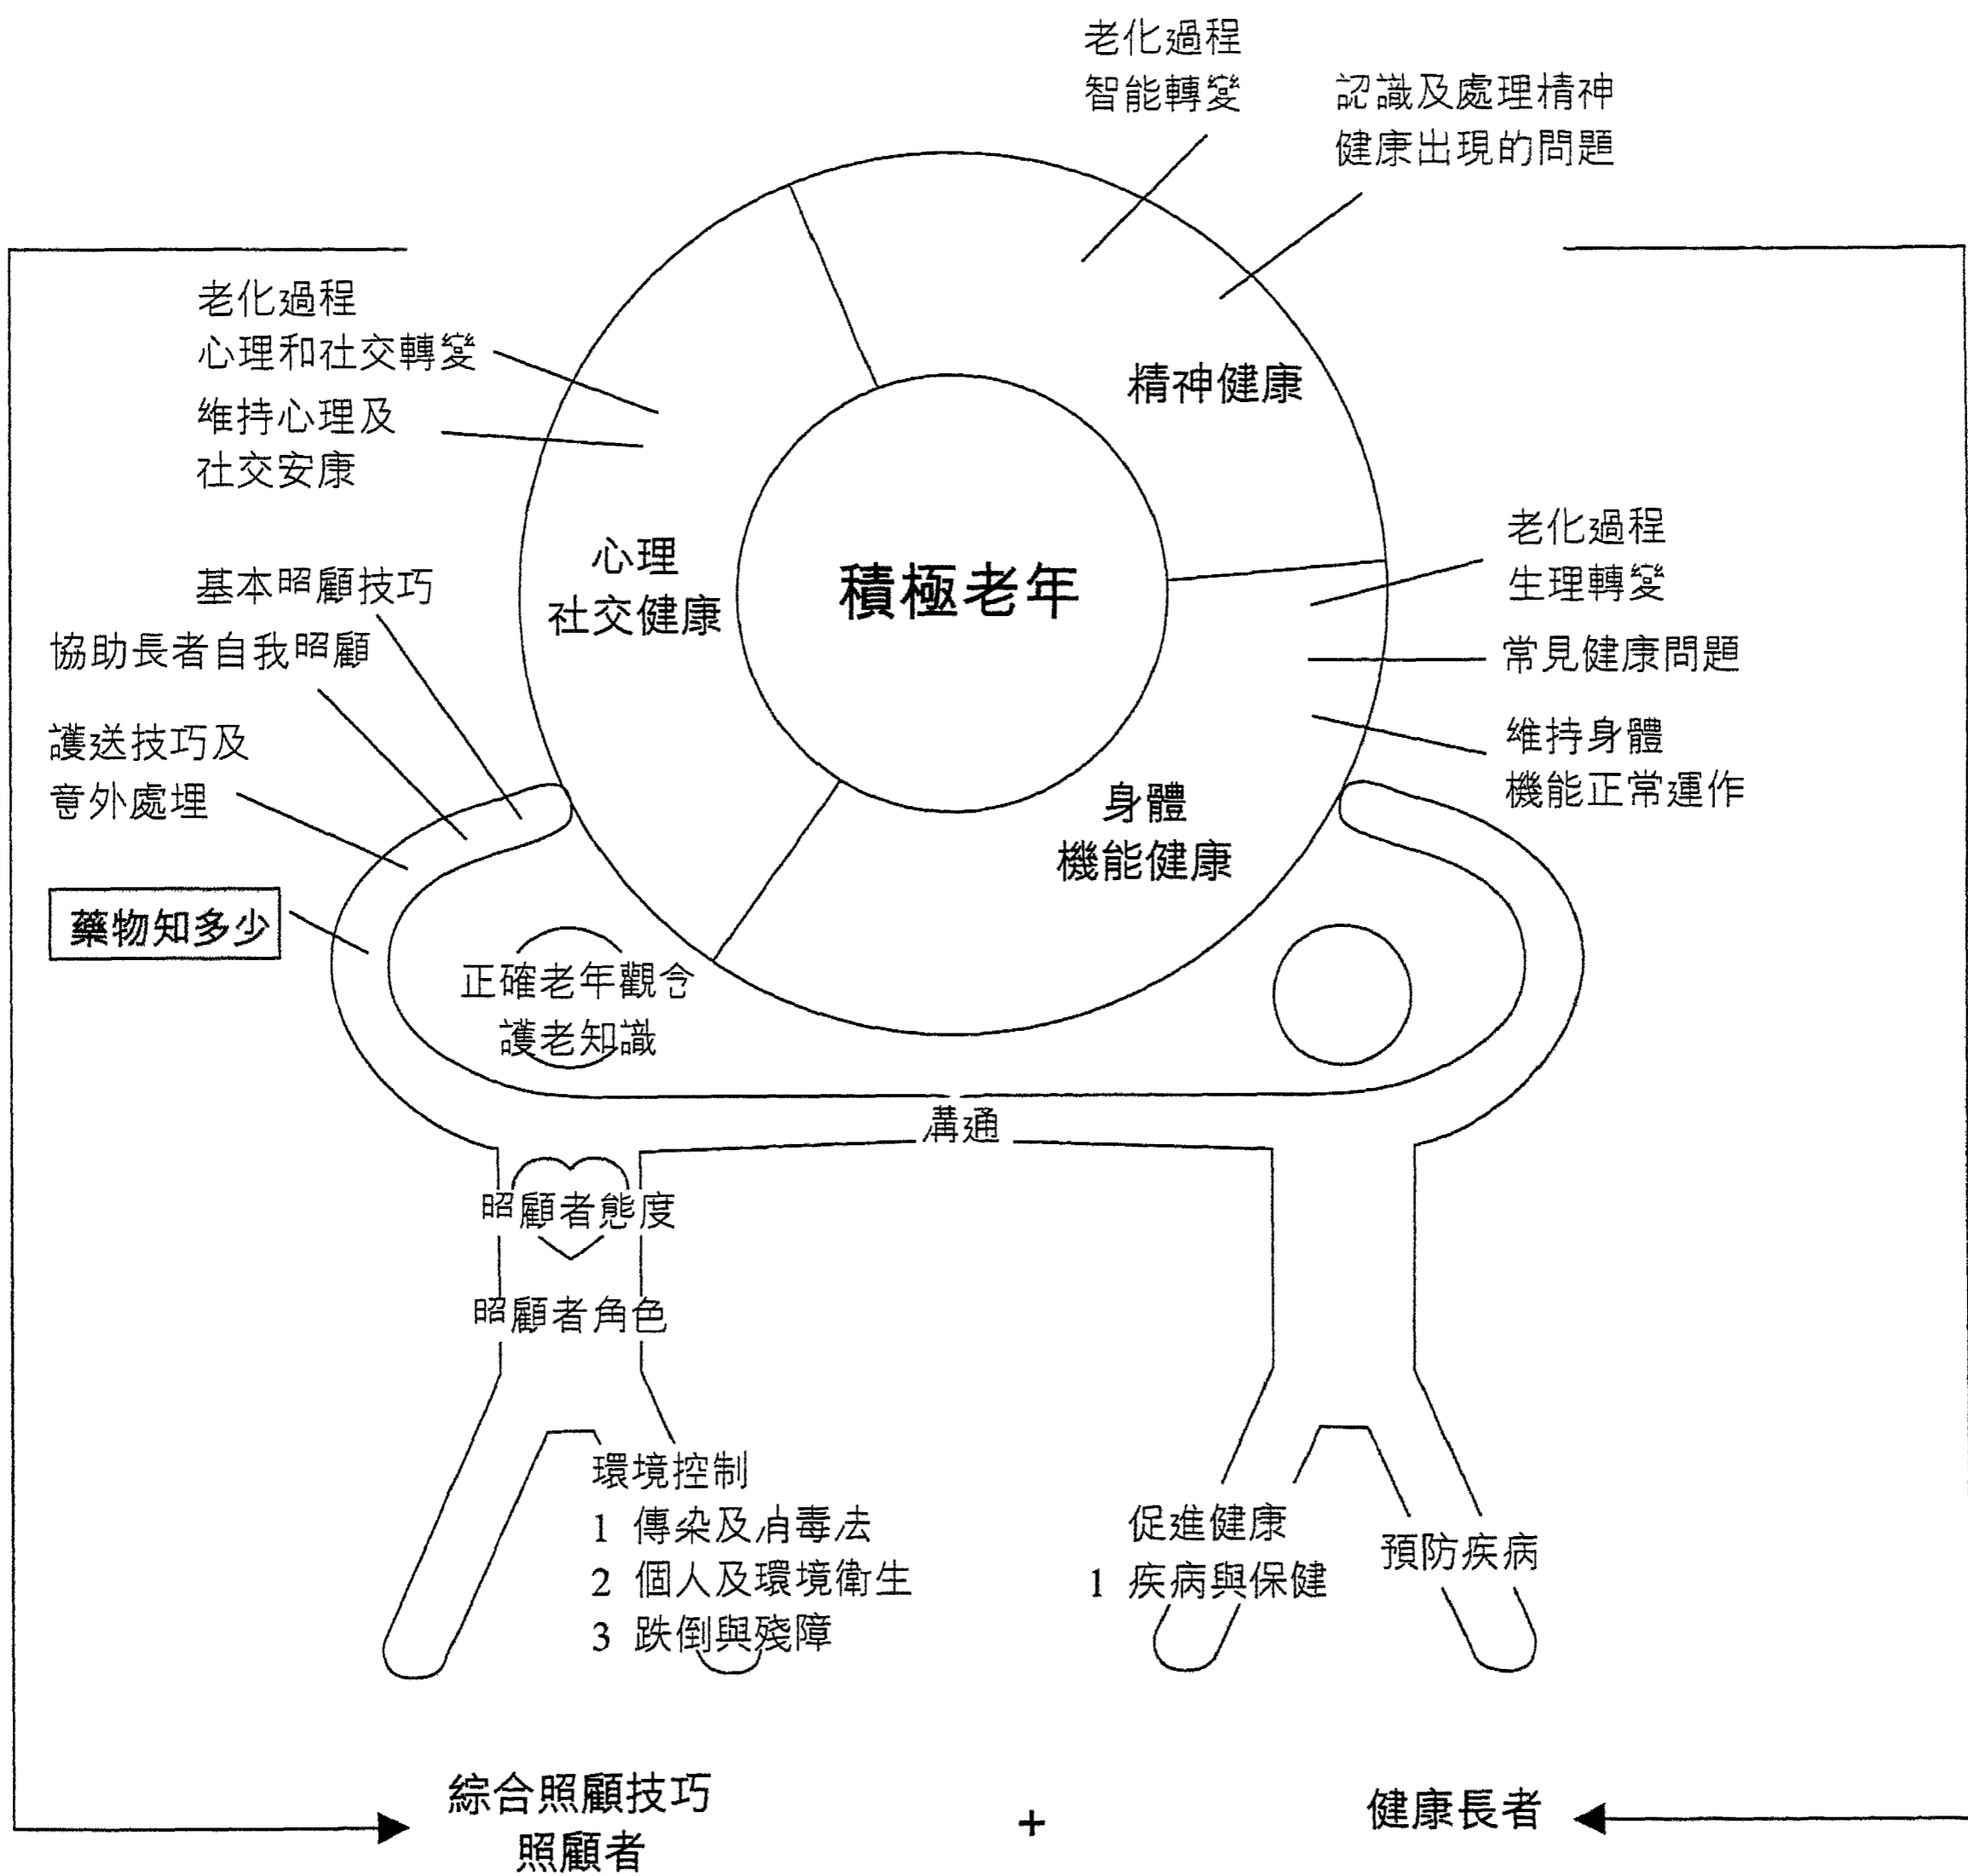 老化過程
智能轉變
認識及處理精神
健康出現的問題
老化過程
心理和社交轉變
維持心理及
社交安康
精神健康
心理
社交健康
積極老年
老化過程
生理轉變
常見健康問題
維持身體
機能正常運作
身體
機能健康
基本照顧技巧
協助長者自我照顧
護送技巧及
意外處理
藥物知多少
正確老年觀念
護老知識
溝通
照顧者態度
照顧者角色
環境控制
1 傳染及消毒法
2 個人及環境衛生
3 跌倒與殘障
促進健康
1 疾病與保健
預防疾病
綜合照顧技巧
照顧者
+
健康長者